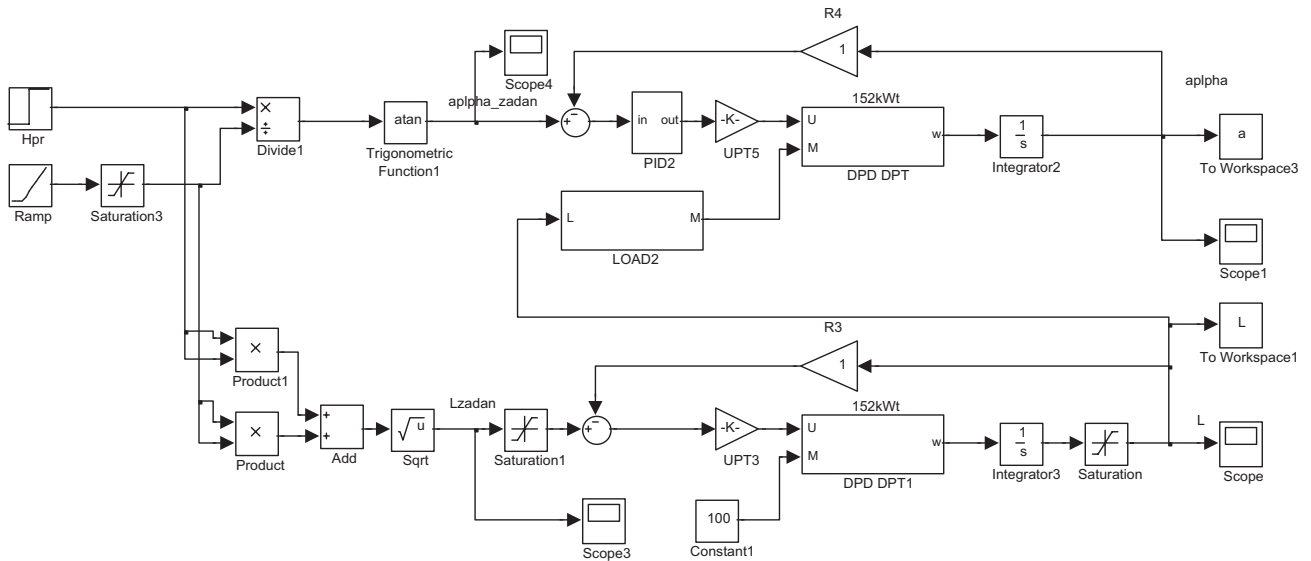 R4
1
Scope4
aplpha
aplpha_zadan
152kWt
Hpr
×
÷
Divide1
atan
Trigonometric
Function1
+
−
in out
PID2
-K-
UPT5
U
M
w
DPD DPT
1
s
Integrator2
a
To Workspace3
Ramp
Saturation3
L M
LOAD2
Scope1
R3
1
L
To Workspace1
×
Product1
Lzadan
152kWt
L
×
Product
+
+
Add
√u
Sqrt
Saturation1
+
−
-K-
UPT3
U
M
w
DPD DPT1
1
s
Integrator3
Saturation
Scope
Scope3
100
Constant1